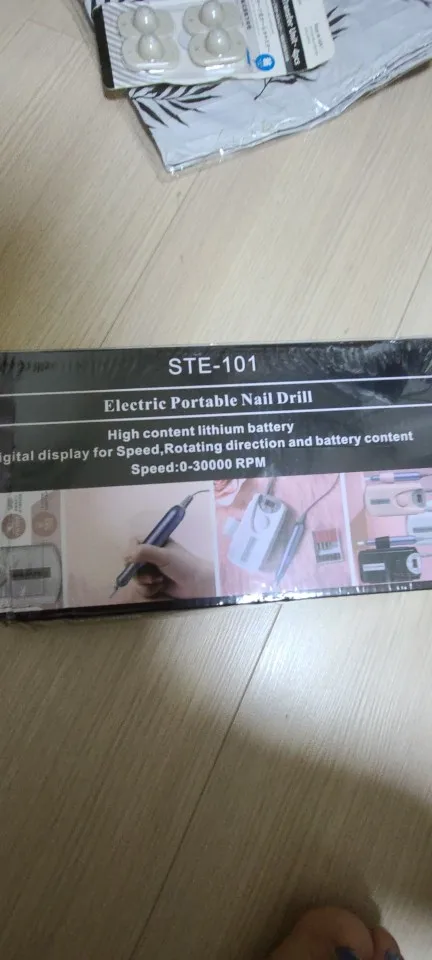 STE-101
Electric Portable Nail Drill
High content lithium battery
igital display for Speed,Rotating direction and battery content
Speed:0-30000 RPM